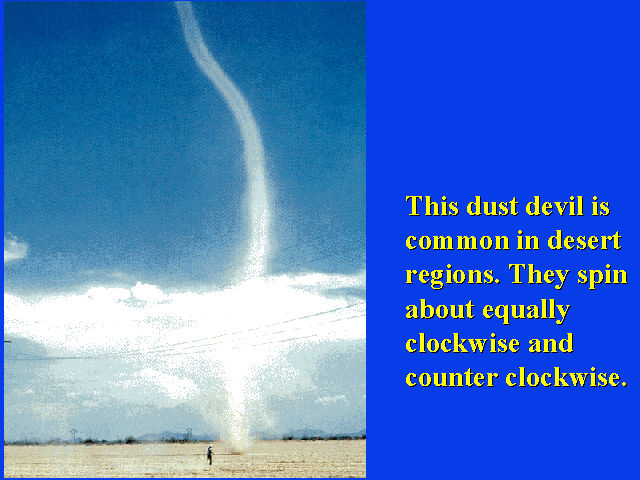 This dust devil is
common in desert
regions. They spin
about equally
clockwise and
counter clockwise.